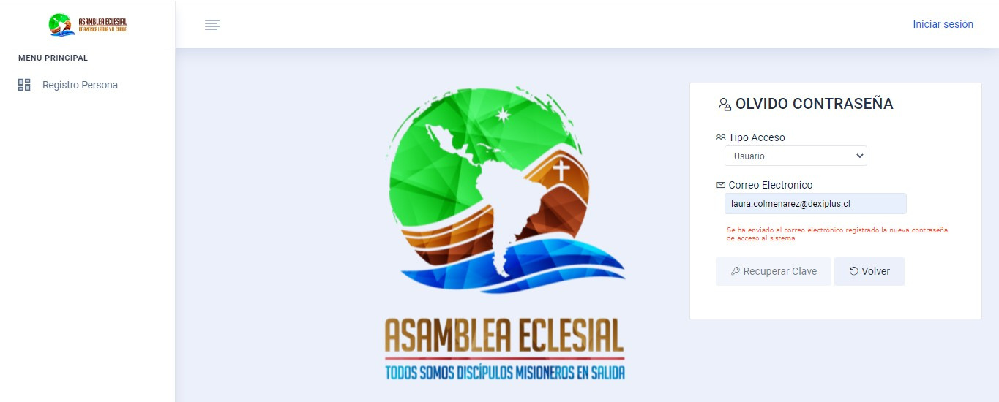 ASAMBLEA ECLESIAL
DE AMÉRICA LATINA Y EL CARIBE
Iniciar sesión
MENU PRINCIPAL
Registro Persona
OLVIDO CONTRASEÑA
Tipo Acceso
Usuario
Correo Electronico
laura.colmenarez@dexiplus.cl
Se ha enviado al correo electrónico registrado la nueva contraseña
de acceso al sistema
Recuperar Clave
Volver
ASAMBLEA ECLESIAL
TODOS SOMOS DISCÍPULOS MISIONEROS EN SALIDA